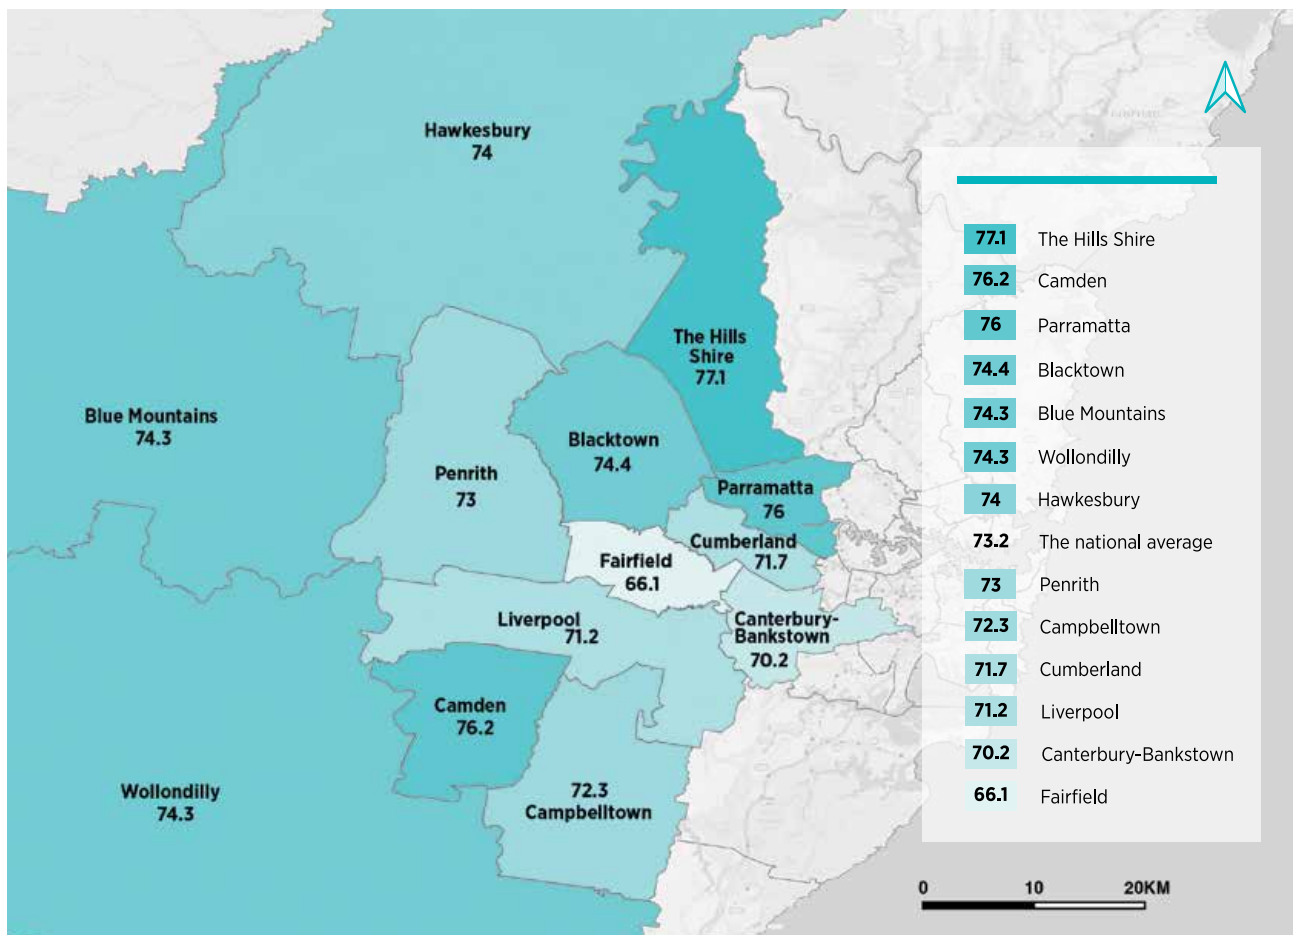 Hawkesbury
74
The Hills
Shire
77.1
Blue Mountains
74.3
Blacktown
74.4
Penrith
73
Parramatta
76
Cumberland
71.7
Fairfield
66.1
Liverpool
71.2
Canterbury-
Bankstown
70.2
Camden
76.2
Wollondilly
74.3
72.3
Campbelltown
77.1 The Hills Shire
76.2 Camden
76 Parramatta
74.4 Blacktown
74.3 Blue Mountains
74.3 Wollondilly
74 Hawkesbury
73.2 The national average
73 Penrith
72.3 Campbelltown
71.7 Cumberland
71.2 Liverpool
70.2 Canterbury-Bankstown
66.1 Fairfield
0 10 20KM